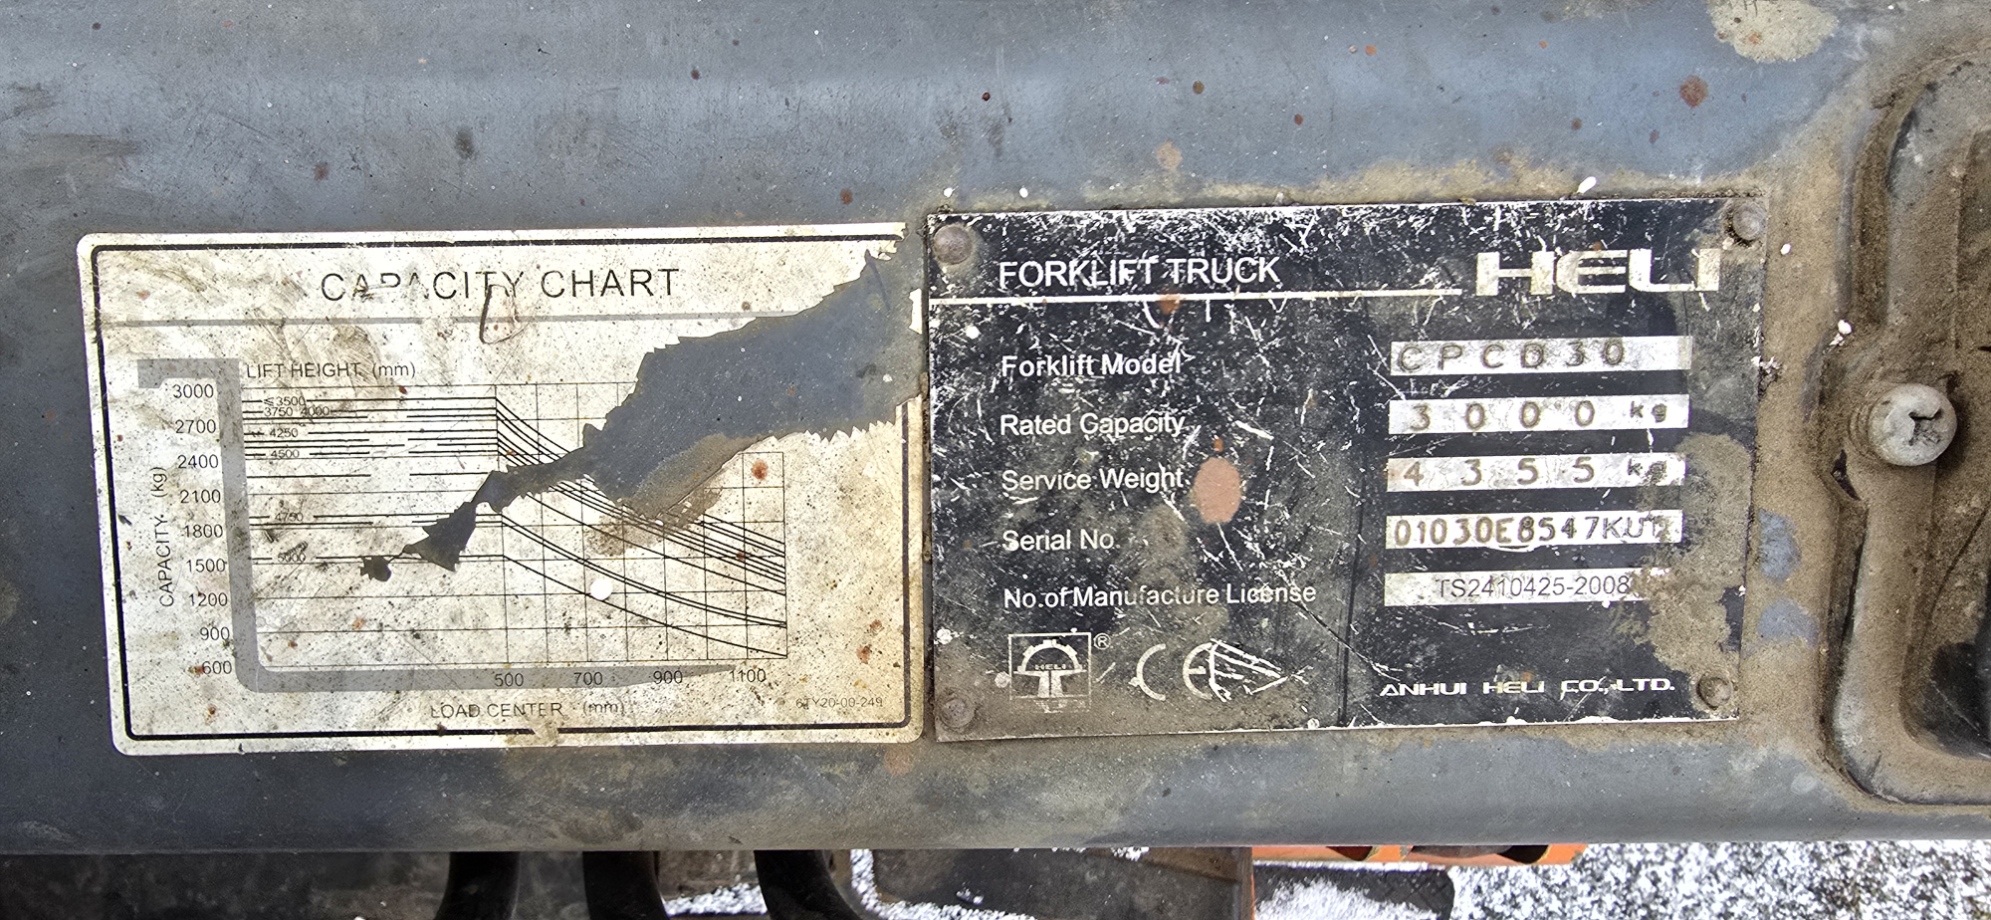 CAPACITY CHART
LIFT HEIGHT (mm)
3000
2700
2400
2100
1800
1500
1200
900
600
≤3500
3750 4000
4250
4500
4750
5000
CAPACITY (kg)
500 700 900 1100
LOAD CENTER (mm)
6TY20-00-249
FORKLIFT TRUCK HELI
Forklift Model CPCD30
Rated Capacity 3000 kg
Service Weight 4355 kg
Serial No.
No.of Manufacture License TS2410425-2008
HELI ® CE
ANHUI HELI CO.,LTD.